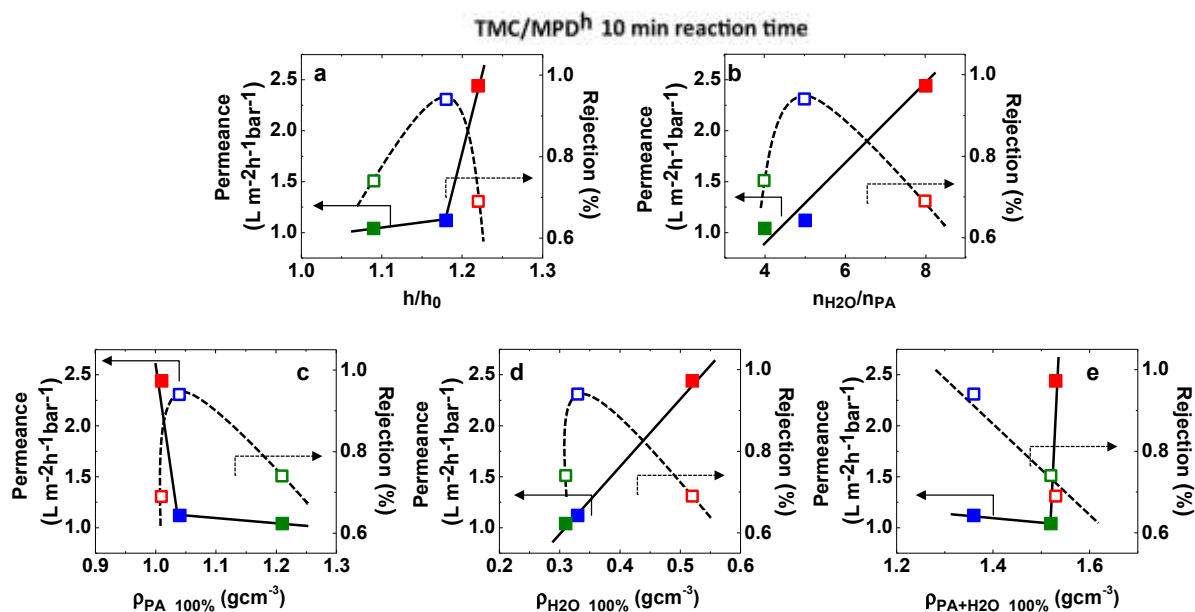 TMC/MPDʰ 10 min reaction time
a
2.5
2.0
1.5
1.0
1.0
0.8
0.6
1.0 1.1 1.2 1.3
h/h₀
Permeance
(L m-2h-1bar-1)
Rejection (%)
b
2.5
2.0
1.5
1.0
1.0
0.8
0.6
4 6 8
n_H2O/n_PA
Permeance
(L m-2h-1bar-1)
Rejection (%)
c
2.5
2.0
1.5
1.0
1.0
0.8
0.6
0.9 1.0 1.1 1.2 1.3
ρ_PA 100% (gcm⁻³)
Permeance
(L m-2h-1bar-1)
Rejection (%)
d
2.5
2.0
1.5
1.0
1.0
0.8
0.6
0.2 0.3 0.4 0.5 0.6
ρ_H2O 100% (gcm⁻³)
Permeance
(L m-2h-1bar-1)
Rejection (%)
e
2.5
2.0
1.5
1.0
1.0
0.8
0.6
1.2 1.4 1.6
ρ_PA+H2O 100% (gcm⁻³)
Permeance
(L m-2h-1bar-1)
Rejection (%)